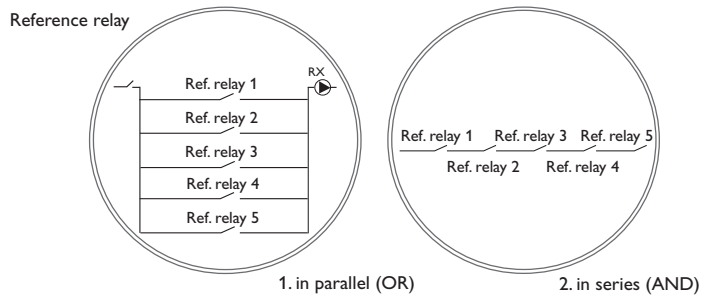 Reference relay
RX
Ref. relay 1
Ref. relay 2
Ref. relay 3
Ref. relay 4
Ref. relay 5
1. in parallel (OR)
Ref. relay 1 Ref. relay 3 Ref. relay 5
Ref. relay 2 Ref. relay 4
2. in series (AND)